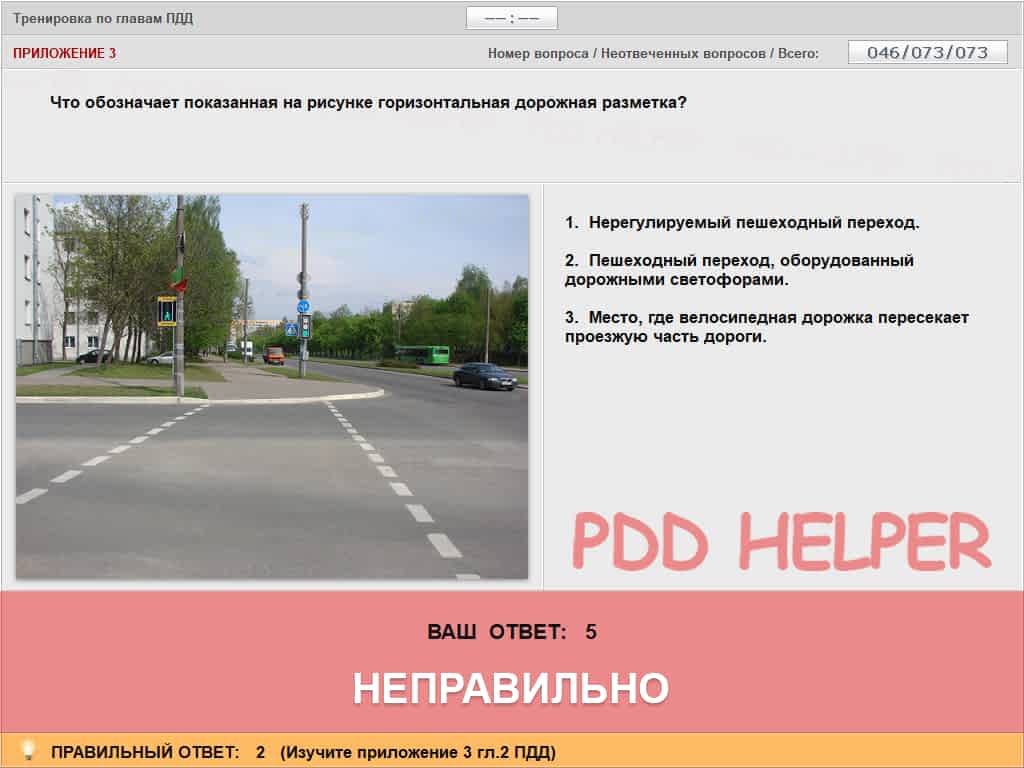 Тренировка по главам ПДД
—— : ——
ПРИЛОЖЕНИЕ 3
Номер вопроса / Неотвеченных вопросов / Всего:
046/073/073
Что обозначает показанная на рисунке горизонтальная дорожная разметка?
1. Нерегулируемый пешеходный переход.
2. Пешеходный переход, оборудованный
дорожными светофорами.
3. Место, где велосипедная дорожка пересекает
проезжую часть дороги.
PDD HELPER
ВАШ ОТВЕТ: 5
НЕПРАВИЛЬНО
ПРАВИЛЬНЫЙ ОТВЕТ: 2 (Изучите приложение 3 гл.2 ПДД)